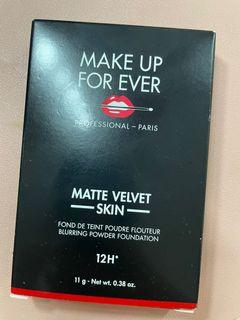 MAKE UP
FOR EVER
PROFESSIONAL – PARIS
MATTE VELVET
SKIN
FOND DE TEINT POUDRE FLOUTEUR
BLURRING POWDER FOUNDATION
12H*
11 g - Net wt. 0.38 oz.